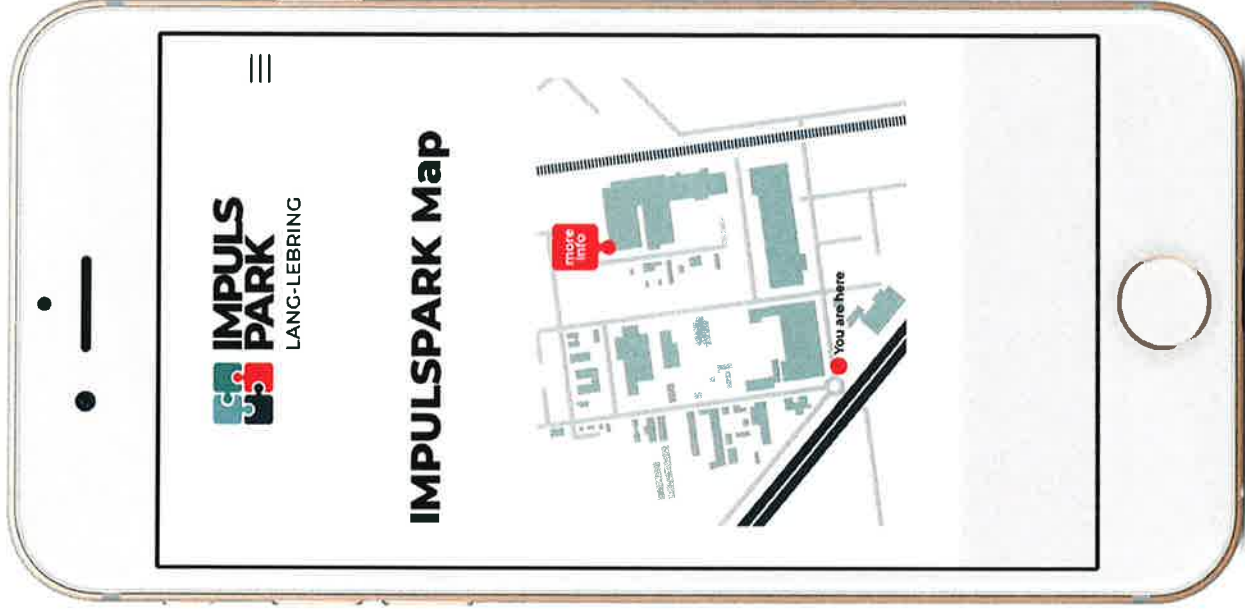 IMPULS
PARK
LANG-LEBRING
IMPULSPARK Map
more
info
You are here